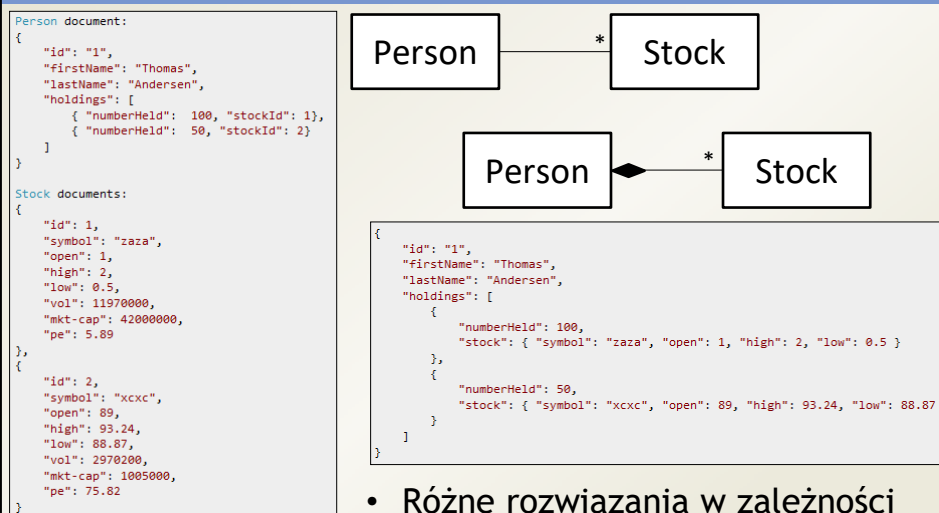 Person document:
{
    "id": "1",
    "firstName": "Thomas",
    "lastName": "Andersen",
    "holdings": [
        { "numberHeld":  100, "stockId": 1},
        { "numberHeld":  50, "stockId": 2}
    ]
}
Stock documents:
{
    "id": 1,
    "symbol": "zaza",
    "open": 1,
    "high": 2,
    "low": 0.5,
    "vol": 11970000,
    "mkt-cap": 42000000,
    "pe": 5.89
},
{
    "id": 2,
    "symbol": "xcxc",
    "open": 89,
    "high": 93.24,
    "low": 88.87,
    "vol": 2970200,
    "mkt-cap": 1005000,
    "pe": 75.82
}
Person * Stock
Person * Stock
{
    "id": "1",
    "firstName": "Thomas",
    "lastName": "Andersen",
    "holdings": [
        {
            "numberHeld": 100,
            "stock": { "symbol": "zaza", "open": 1, "high": 2, "low": 0.5 }
        },
        {
            "numberHeld": 50,
            "stock": { "symbol": "xcxc", "open": 89, "high": 93.24, "low": 88.87
        }
    ]
}
• Różne rozwiązania w zależności